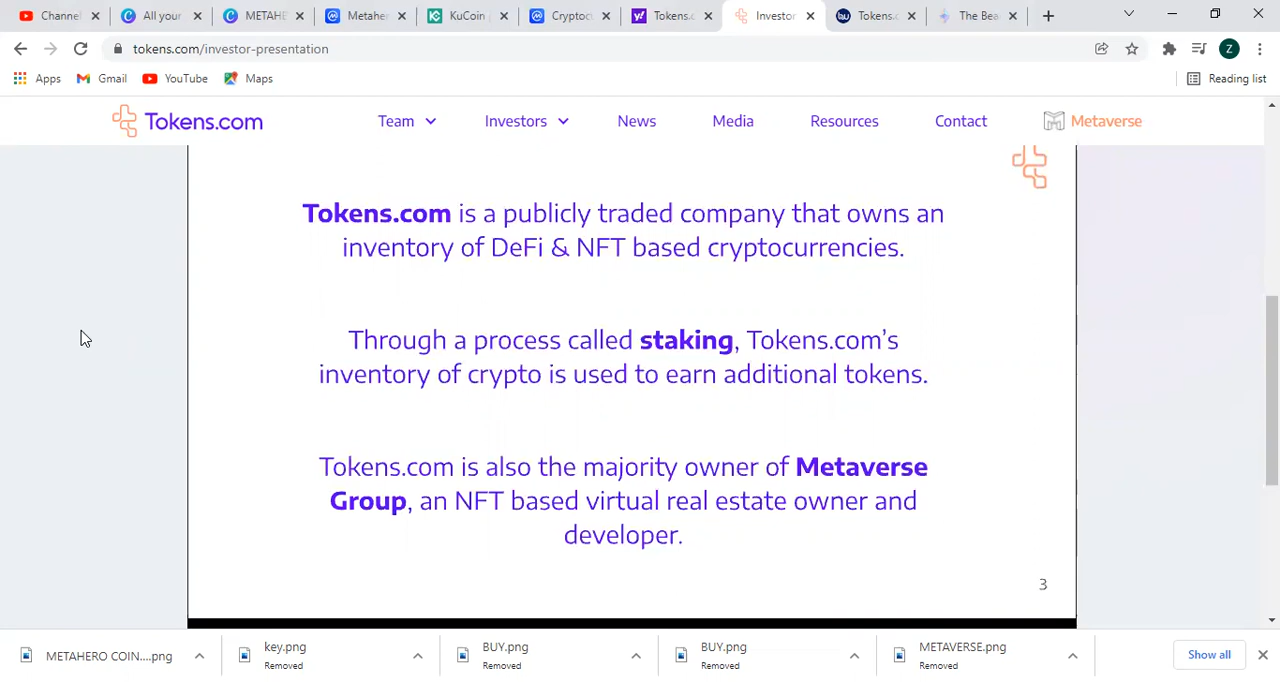 Channel
All your
METAHE
Metaher
KuCoin
Cryptoc
Tokens.c
Investor
Tokens.c
The Bea
tokens.com/investor-presentation
Z
Apps
Gmail
YouTube
Maps
Reading list
Tokens.com
Team
Investors
News
Media
Resources
Contact
Metaverse
Tokens.com is a publicly traded company that owns an
inventory of DeFi & NFT based cryptocurrencies.
Through a process called staking, Tokens.com's
inventory of crypto is used to earn additional tokens.
Tokens.com is also the majority owner of Metaverse
Group, an NFT based virtual real estate owner and
developer.
3
METAHERO COIN....png
key.png
Removed
BUY.png
Removed
BUY.png
Removed
METAVERSE.png
Removed
Show all